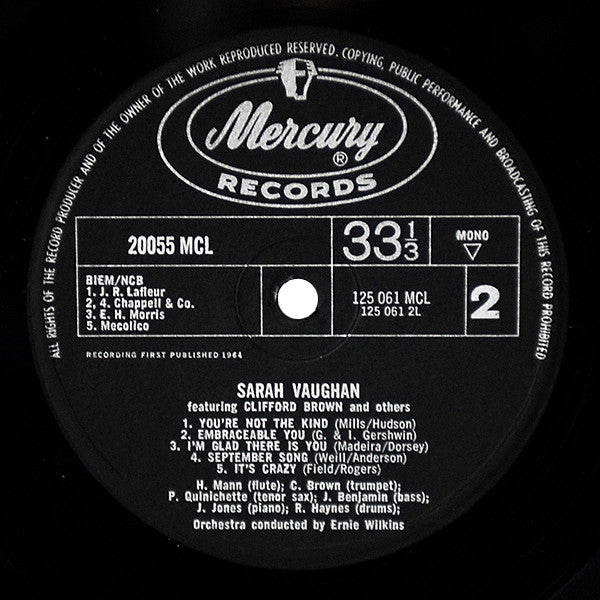 ALL RIGHTS OF THE RECORD PRODUCER AND OF THE OWNER OF THE WORK REPRODUCED RESERVED. COPYING, PUBLIC PERFORMANCE AND BROADCASTING OF THIS RECORD PROHIBITED
Mercury®
RECORDS
20055 MCL
33 1/3
MONO
BIEM/NCB
1. J. R. Lafleur
2, 4. Chappell & Co.
3. E. H. Morris
5. Mecolico
125 061 MCL
125 061 2L
2
RECORDING FIRST PUBLISHED 1964
SARAH VAUGHAN
featuring CLIFFORD BROWN and others
1. YOU'RE NOT THE KIND (Mills/Hudson)
2. EMBRACEABLE YOU (G. & I. Gershwin)
3. I'M GLAD THERE IS YOU (Madeira/Dorsey)
4. SEPTEMBER SONG (Weill/Anderson)
5. IT'S CRAZY (Field/Rogers)
H. Mann (flute); C. Brown (trumpet);
P. Quinichette (tenor sax); J. Benjamin (bass);
J. Jones (piano); R. Haynes (drums);
Orchestra conducted by Ernie Wilkins